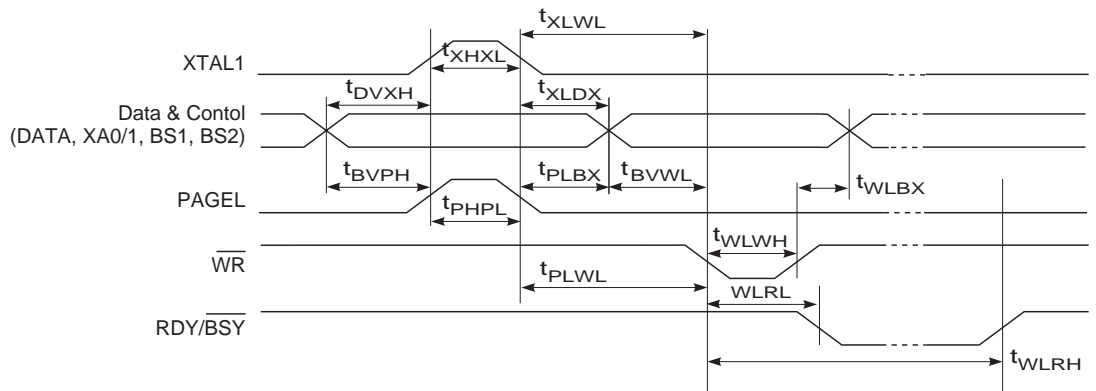 tXLWL
XTAL1
tXHXL
tDVXH
tXLDX
Data & Contol
(DATA, XA0/1, BS1, BS2)
tBVPH
tPLBX
tBVWL
tWLBX
PAGEL
tPHPL
tWLWH
WR
tPLWL
WLRL
RDY/BSY
tWLRH